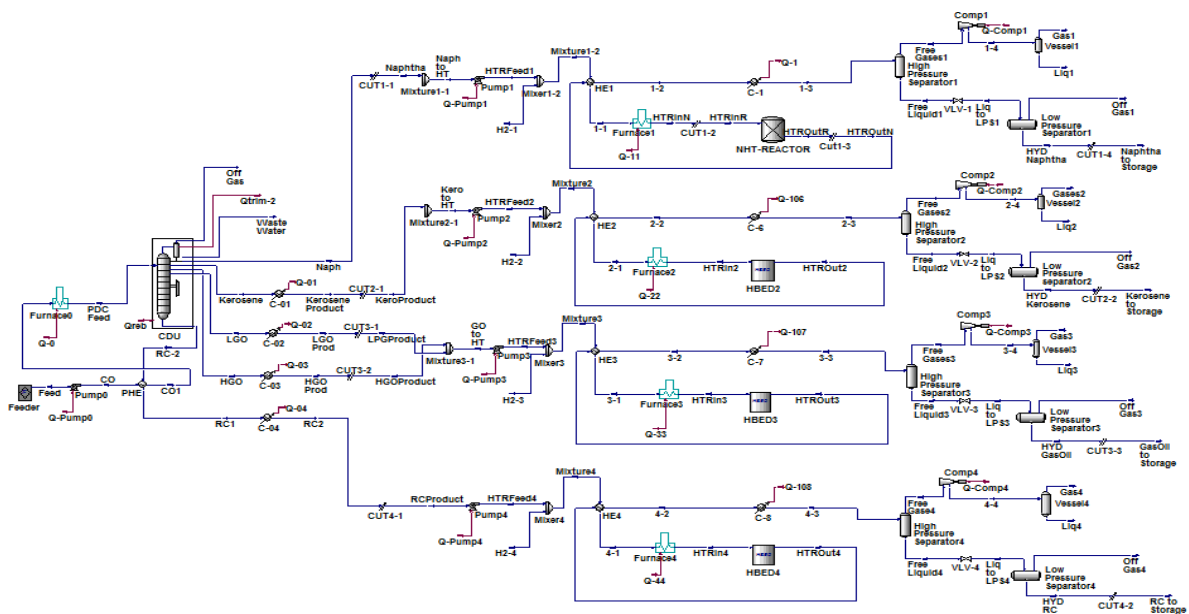 Comp1
Q-Comp1
Gas1
1-4
Vessel1
Liq1
Free
Gases1
High
Pressure
Separator1
Free
Liquid1
VLV-1
Liq
to
LPS1
Off
Gas1
Low
Pressure
Separator1
HYD
Naphtha
CUT1-4
Naphtha
to
Storage
Naphtha
CUT1-1
Mixture1-1
Naph
to
HT
Pump1
Q-Pump1
HTRFeed1
Mixer1-2
H2-1
Mixture1-2
HE1
1-2
Q-1
C-1
1-3
1-1
Furnace1
Q-11
HTRInN
CUT1-2
HTRInR
NHT-REACTOR
HTROutR
Cut1-3
HTROutN
Off
Gas
Qtrim-2
Waste
Water
Naph
Kero
to
HT
Mixture2-1
Pump2
Q-Pump2
HTRFeed2
Mixer2
H2-2
Mixture2
HE2
2-2
Q-106
C-6
2-3
2-1
Furnace2
Q-22
HTRIn2
HBED
HBED2
HTROut2
Comp2
Q-Comp2
Gases2
2-4
Vessel2
Liq2
Free
Gases2
High
Pressure
Separator2
Free
Liquid2
VLV-2
Liq
to
LPS2
Off
Gas2
Low
Pressure
separator2
HYD
Kerosene
CUT2-2
Kerosene
to
Storage
Furnace0
Q-0
PDC
Feed
Qreb
CDU
RC-2
Kerosene
Q-01
C-01
Kerosene
Product
CUT2-1
KeroProduct
LGO
Q-02
C-02
LGO
Prod
CUT3-1
LPGProduct
HGO
Q-03
C-03
HGO
Prod
CUT3-2
HGOProduct
Feeder
Feed
Pump0
Q-Pump0
CO
PHE
CO1
RC1
Q-04
C-04
RC2
GO
to
HT
Mixture3-1
Pump3
Q-Pump3
HTRFeed3
Mixer3
H2-3
Mixture3
HE3
3-2
Q-107
C-7
3-3
3-1
Furnace3
Q-33
HTRIn3
HBED
HBED3
HTROut3
Comp3
Q-Comp3
Gas3
3-4
Vessel3
Liq3
Free
Gases3
High
Pressure
Separator3
Free
Liquid3
VLV-3
Liq
to
LPS3
Off
Gas3
Low
Pressure
Separator3
HYD
GasOil
CUT3-3
GasOil
to
Storage
CUT4-1
RCProduct
Pump4
Q-Pump4
HTRFeed4
Mixer4
H2-4
Mixture4
HE4
4-2
Q-108
C-8
4-3
4-1
Furnace4
Q-44
HTRIn4
HBED
HBED4
HTROut4
Comp4
Q-Comp4
Gas4
4-4
Vessel4
Liq4
Free
Gase4
High
Pressure
Separator4
Free
Liquid4
VLV-4
Liq
to
LPS4
Off
Gas4
Low
Pressure
Separator4
HYD
RC
CUT4-2
RC to
Storage